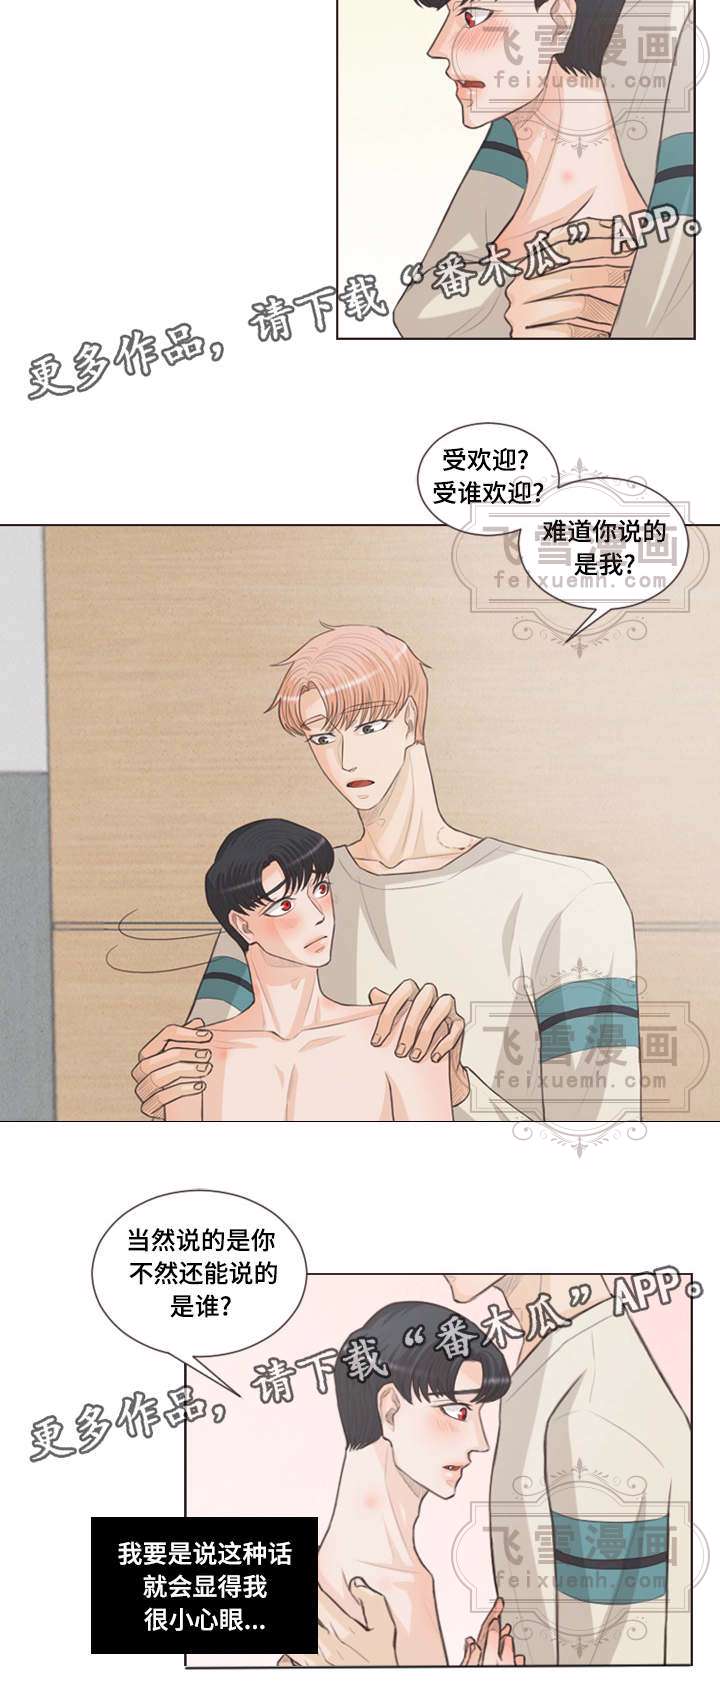 飞雪漫画
feixuemh.com
更多作品，请下载“番木瓜”APP。
受欢迎?
受谁欢迎?
难道你说的
是我?
飞雪漫画
feixuemh.com
飞雪漫画
feixuemh.com
当然说的是你
不然还能说的
是谁?
更多作品，请下载“番木瓜”APP。
飞雪漫画
feixuemh.com
我要是说这种话
就会显得我
很小心眼...